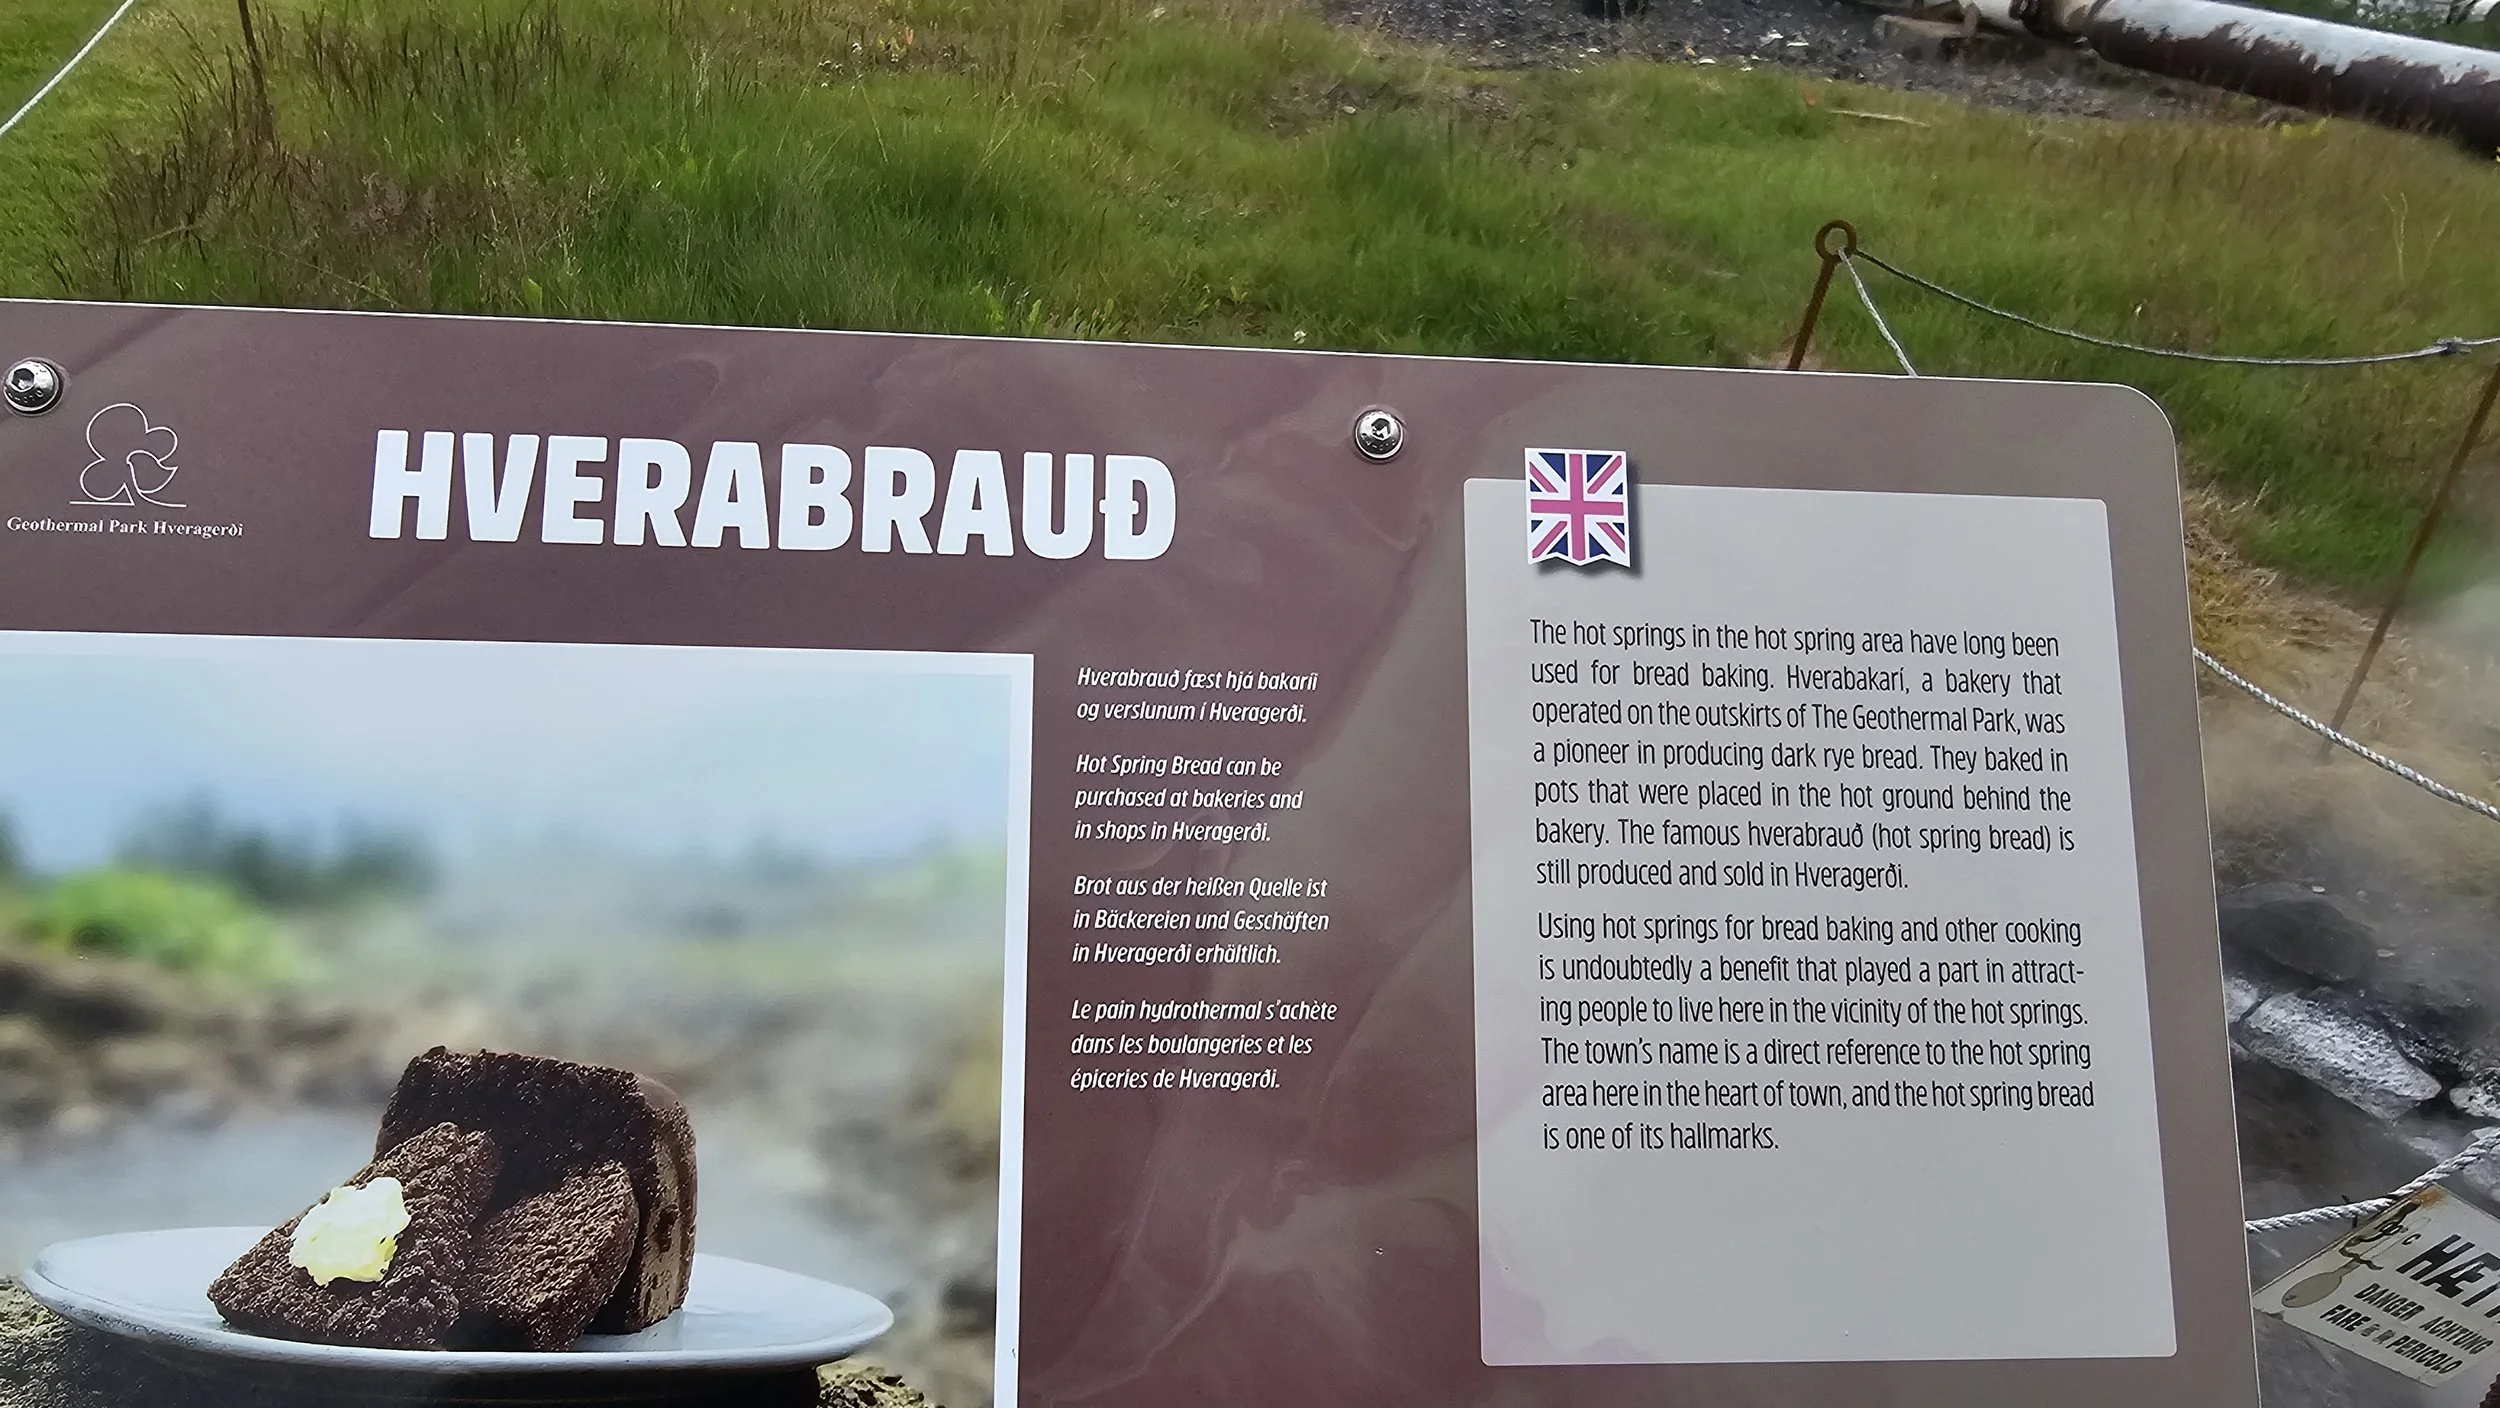 Geothermal Park Hveragerði
HVERABRAUÐ
Hverabrauð fæst hjá bakaríi
og verslunum í Hveragerði.
Hot Spring Bread can be
purchased at bakeries and
in shops in Hveragerði.
Brot aus der heißen Quelle ist
in Bäckereien und Geschäften
in Hveragerði erhältlich.
Le pain hydrothermal s'achète
dans les boulangeries et les
épiceries de Hveragerði.
The hot springs in the hot spring area have long been
used for bread baking. Hverabakarí, a bakery that
operated on the outskirts of The Geothermal Park, was
a pioneer in producing dark rye bread. They baked in
pots that were placed in the hot ground behind the
bakery. The famous hverabrauð (hot spring bread) is
still produced and sold in Hveragerði.
Using hot springs for bread baking and other cooking
is undoubtedly a benefit that played a part in attract-
ing people to live here in the vicinity of the hot springs.
The town's name is a direct reference to the hot spring
area here in the heart of town, and the hot spring bread
is one of its hallmarks.
DANGER ACHTUNG
FARE PERICOLO